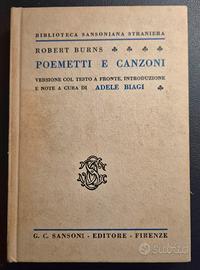 BIBLIOTECA SANSONIANA STRANIERA
ROBERT BURNS
POEMETTI E CANZONI
VERSIONE COL TESTO A FRONTE, INTRODUZIONE
E NOTE A CURA DI ADELE BIAGI
G. C. SANSONI - EDITORE - FIRENZE
subito